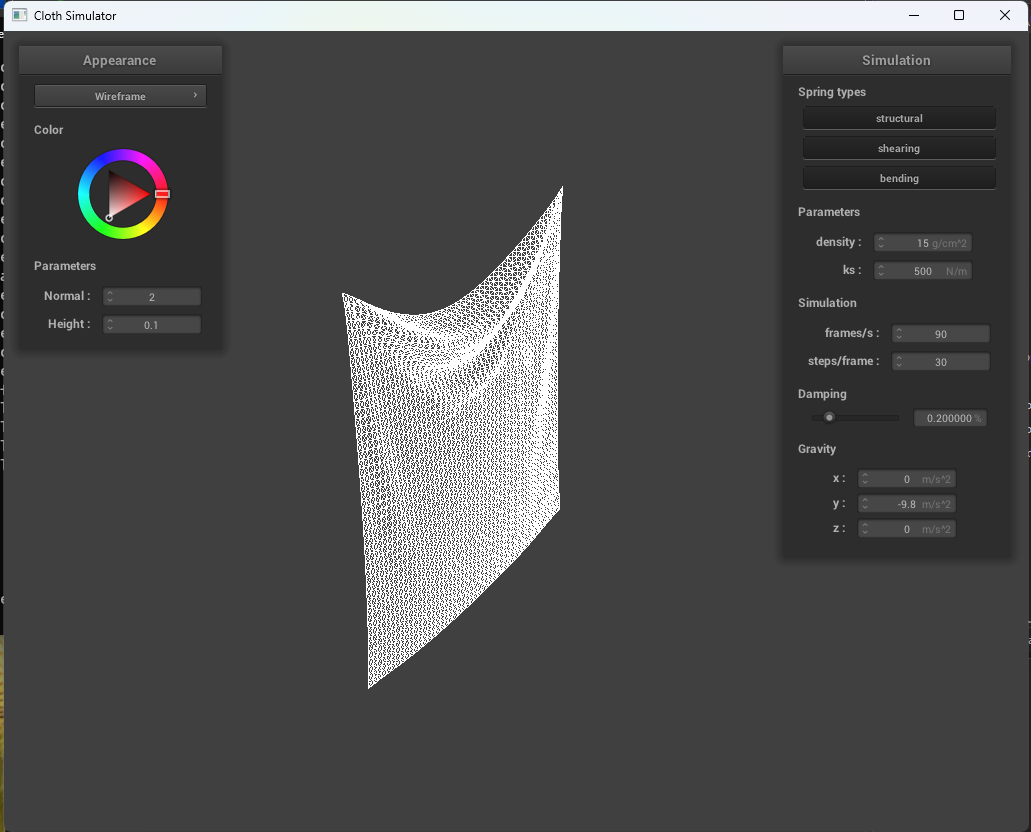 Cloth Simulator
Appearance
Wireframe
Color
Parameters
Normal : 2
Height : 0.1
Simulation
Spring types
structural
shearing
bending
Parameters
density : 15 g/cm^2
ks : 500 N/m
Simulation
frames/s : 90
steps/frame : 30
Damping
0.200000 %
Gravity
x : 0 m/s^2
y : -9.8 m/s^2
z : 0 m/s^2